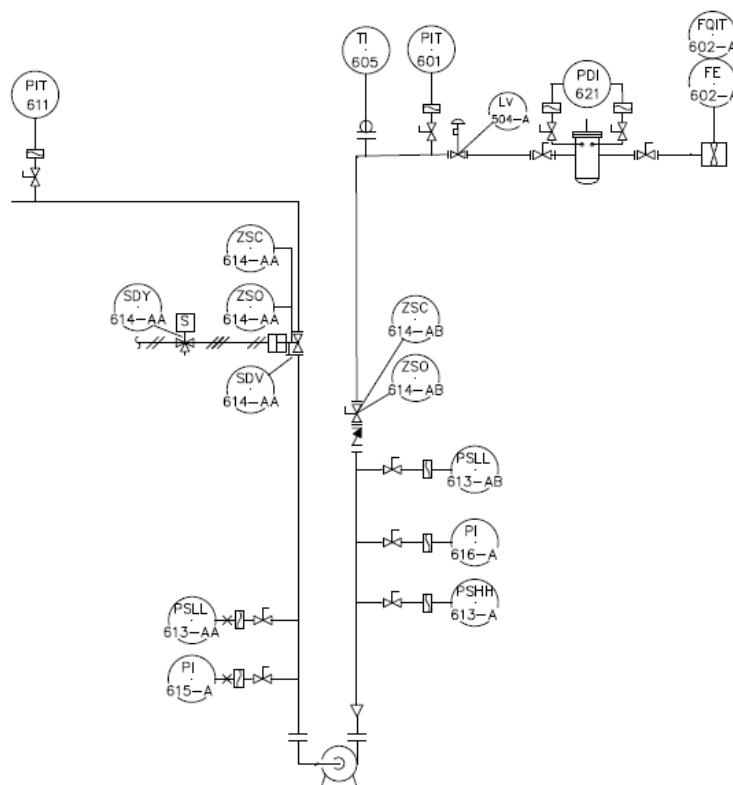 FQIT
602-A
TI
605
PIT
601
FE
602-A
PDI
621
PIT
611
LV
504-A
ZSC
614-AA
SDY
614-AA
ZSO
614-AA
S
ZSC
614-AB
SDV
614-AA
ZSO
614-AB
PSLL
613-AB
PI
616-A
PSHH
613-A
PSLL
613-AA
PI
615-A